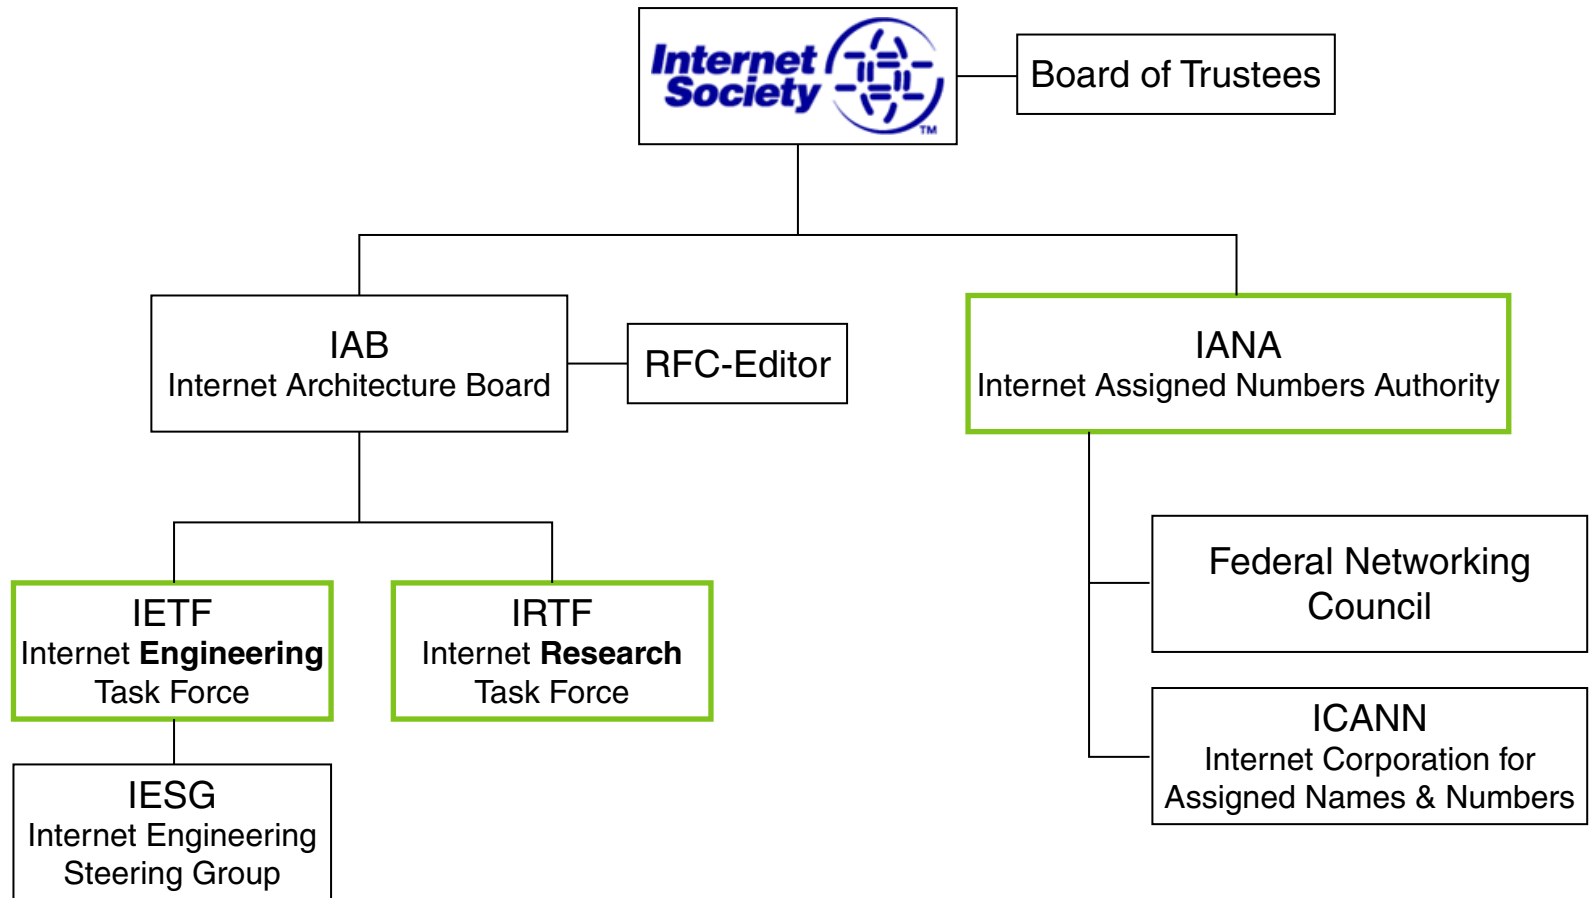 Internet
Society
TM
Board of Trustees
IAB
Internet Architecture Board
RFC-Editor
IANA
Internet Assigned Numbers Authority
IETF
Internet Engineering
Task Force
IRTF
Internet Research
Task Force
Federal Networking
Council
ICANN
Internet Corporation for
Assigned Names & Numbers
IESG
Internet Engineering
Steering Group